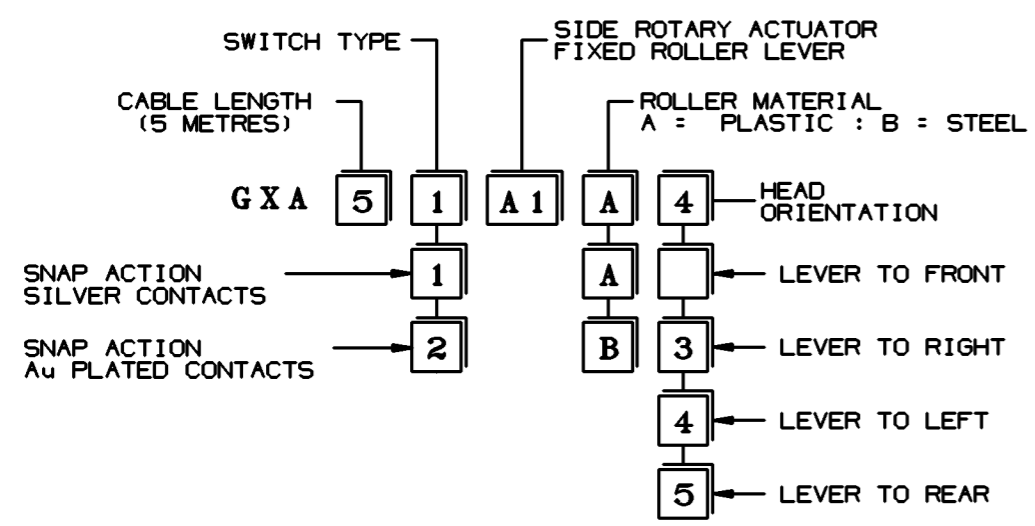 SWITCH TYPE
SIDE ROTARY ACTUATOR
FIXED ROLLER LEVER
CABLE LENGTH
(5 METRES)
ROLLER MATERIAL
A = PLASTIC : B = STEEL
GXA 5 1 A1 A 4
HEAD
ORIENTATION
SNAP ACTION
SILVER CONTACTS
1
A
LEVER TO FRONT
SNAP ACTION
Au PLATED CONTACTS
2
B
3
LEVER TO RIGHT
4
LEVER TO LEFT
5
LEVER TO REAR